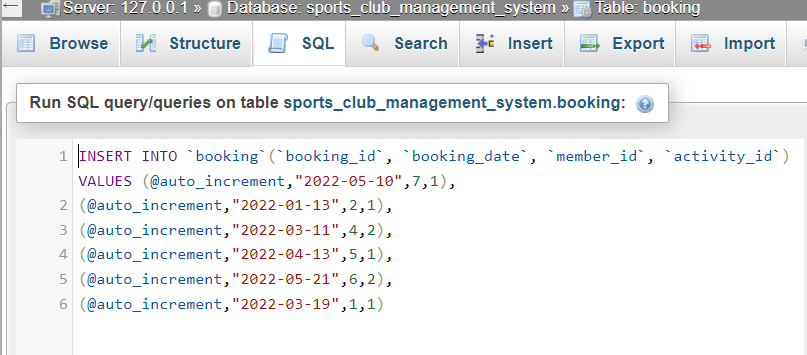 Server: 127.0.0.1 » Database: sports_club_management_system » Table: booking
Browse Structure SQL Search Insert Export Import
Run SQL query/queries on table sports_club_management_system.booking:
1 INSERT INTO `booking`(`booking_id`, `booking_date`, `member_id`, `activity_id`)
VALUES (@auto_increment,"2022-05-10",7,1),
2 (@auto_increment,"2022-01-13",2,1),
3 (@auto_increment,"2022-03-11",4,2),
4 (@auto_increment,"2022-04-13",5,1),
5 (@auto_increment,"2022-05-21",6,2),
6 (@auto_increment,"2022-03-19",1,1)